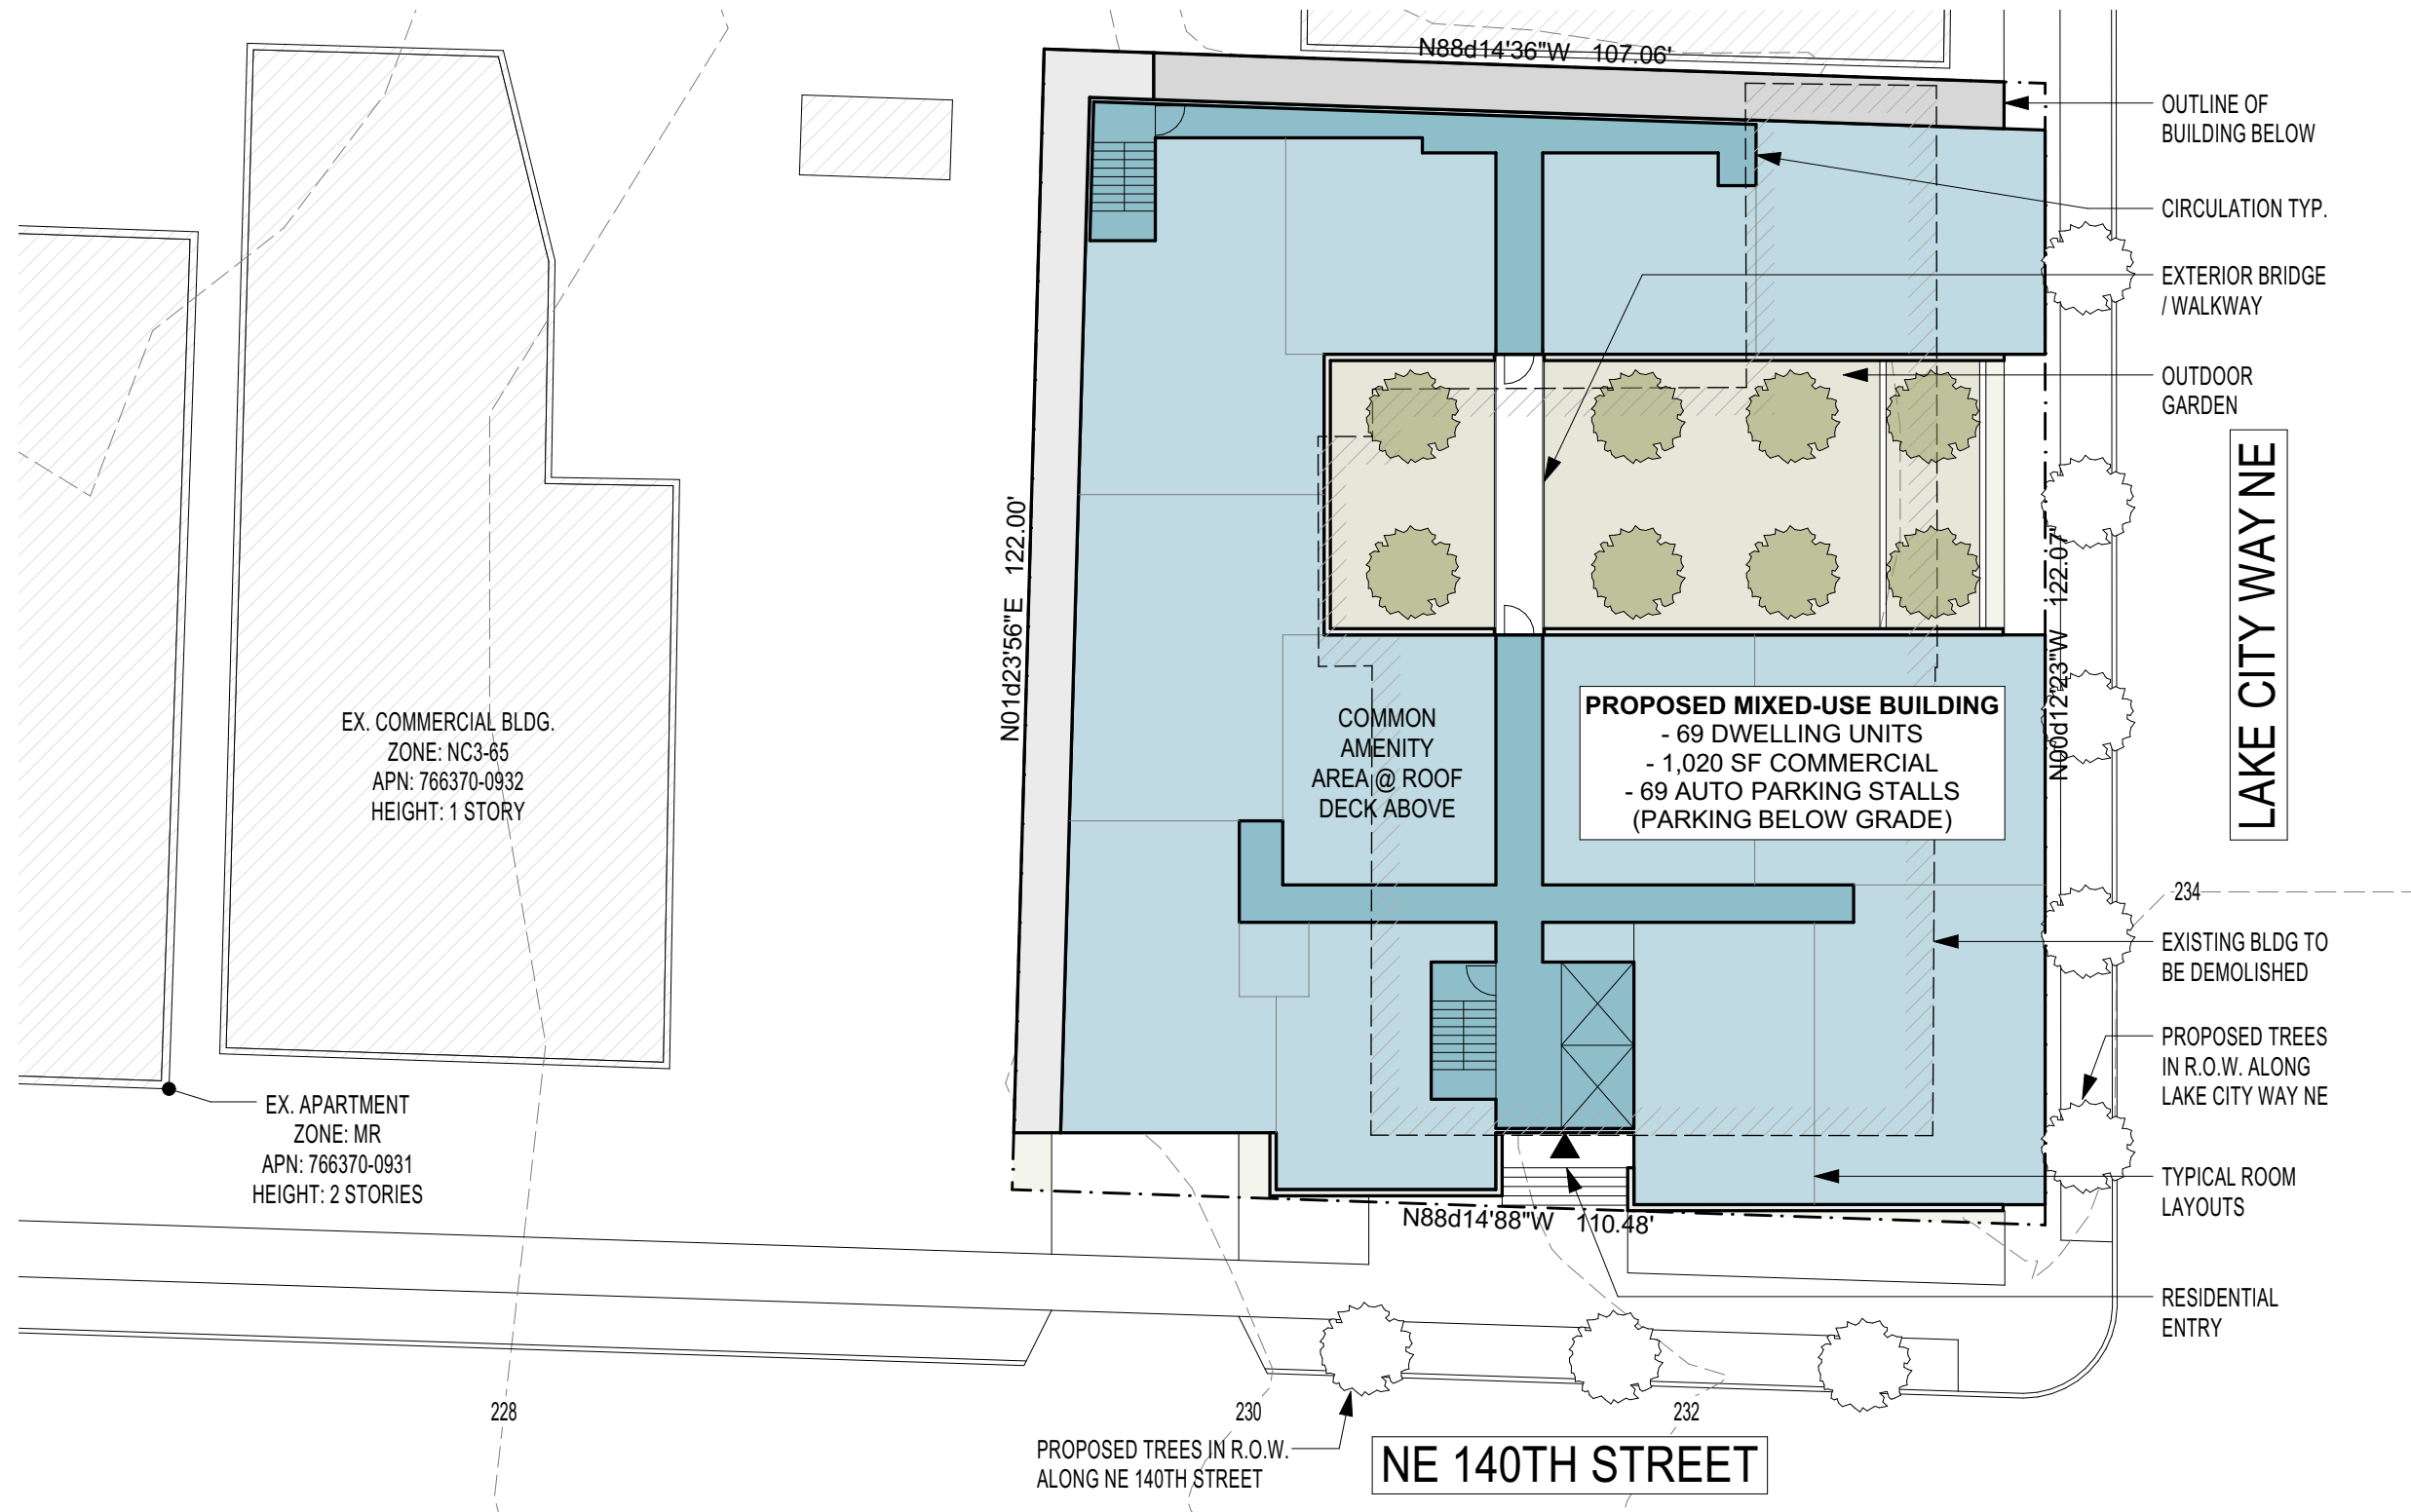 N88d14'36"W 107.06'
OUTLINE OF
BUILDING BELOW
CIRCULATION TYP.
EXTERIOR BRIDGE
/ WALKWAY
OUTDOOR
GARDEN
LAKE CITY WAY NE
N01d23'56"E 122.00'
N00d12'23"W 122.07'
EX. COMMERCIAL BLDG.
ZONE: NC3-65
APN: 766370-0932
HEIGHT: 1 STORY
COMMON
AMENITY
AREA @ ROOF
DECK ABOVE
PROPOSED MIXED-USE BUILDING
- 69 DWELLING UNITS
- 1,020 SF COMMERCIAL
- 69 AUTO PARKING STALLS
(PARKING BELOW GRADE)
234
EXISTING BLDG TO
BE DEMOLISHED
PROPOSED TREES
IN R.O.W. ALONG
LAKE CITY WAY NE
EX. APARTMENT
ZONE: MR
APN: 766370-0931
HEIGHT: 2 STORIES
TYPICAL ROOM
LAYOUTS
N88d14'88"W 110.48'
RESIDENTIAL
ENTRY
228
230
232
PROPOSED TREES IN R.O.W.
ALONG NE 140TH STREET
NE 140TH STREET